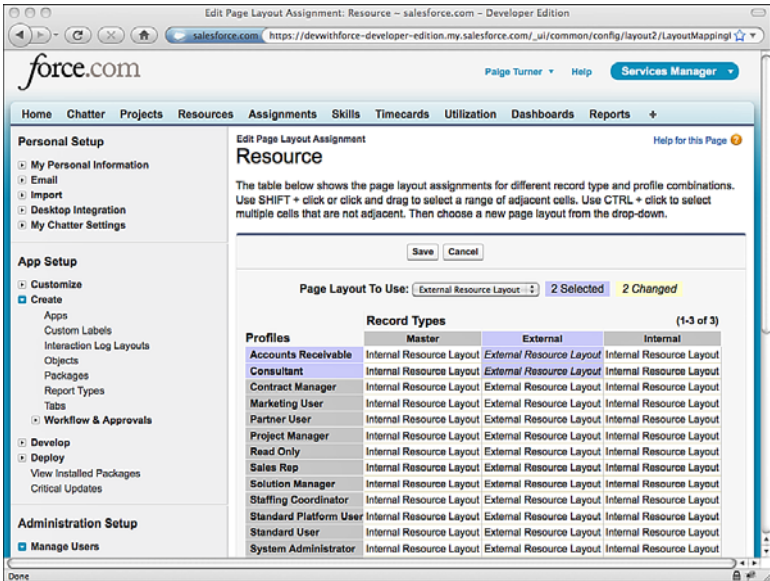 Edit Page Layout Assignment: Resource ~ salesforce.com – Developer Edition
salesforce.com https://devwithforce-developer-edition.my.salesforce.com/_ui/common/config/layout2/LayoutMappingI
force.com
Paige Turner Help Services Manager
Home Chatter Projects Resources Assignments Skills Timecards Utilization Dashboards Reports +
Personal Setup
My Personal Information
Email
Import
Desktop Integration
My Chatter Settings
App Setup
Customize
Create
Apps
Custom Labels
Interaction Log Layouts
Objects
Packages
Report Types
Tabs
Workflow & Approvals
Develop
Deploy
View Installed Packages
Critical Updates
Administration Setup
Manage Users
Edit Page Layout Assignment
Help for this Page ?
Resource
The table below shows the page layout assignments for different record type and profile combinations.
Use SHIFT + click or click and drag to select a range of adjacent cells. Use CTRL + click to select
multiple cells that are not adjacent. Then choose a new page layout from the drop-down.
Save Cancel
Page Layout To Use: External Resource Layout 2 Selected 2 Changed
Record Types (1-3 of 3)
Profiles Master External Internal
Accounts Receivable Internal Resource Layout External Resource Layout Internal Resource Layout
Consultant Internal Resource Layout External Resource Layout Internal Resource Layout
Contract Manager Internal Resource Layout External Resource Layout Internal Resource Layout
Marketing User Internal Resource Layout External Resource Layout Internal Resource Layout
Partner User Internal Resource Layout External Resource Layout Internal Resource Layout
Project Manager Internal Resource Layout External Resource Layout Internal Resource Layout
Read Only Internal Resource Layout External Resource Layout Internal Resource Layout
Sales Rep Internal Resource Layout External Resource Layout Internal Resource Layout
Solution Manager Internal Resource Layout External Resource Layout Internal Resource Layout
Staffing Coordinator Internal Resource Layout External Resource Layout Internal Resource Layout
Standard Platform User Internal Resource Layout External Resource Layout Internal Resource Layout
Standard User Internal Resource Layout External Resource Layout Internal Resource Layout
System Administrator Internal Resource Layout External Resource Layout Internal Resource Layout
Done